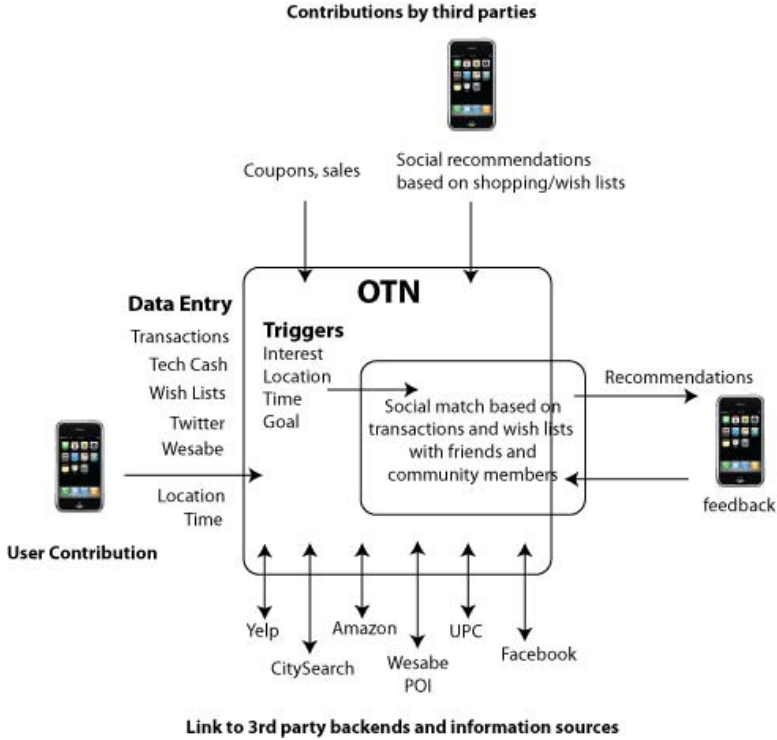 Contributions by third parties
Coupons, sales
Social recommendations
based on shopping/wish lists
OTN
Data Entry
Transactions
Tech Cash
Wish Lists
Twitter
Wesabe
Location
Time
User Contribution
Triggers
Interest
Location
Time
Goal
Social match based on
transactions and wish lists
with friends and
community members
Recommendations
feedback
Yelp
CitySearch
Amazon
Wesabe
POI
UPC
Facebook
Link to 3rd party backends and information sources